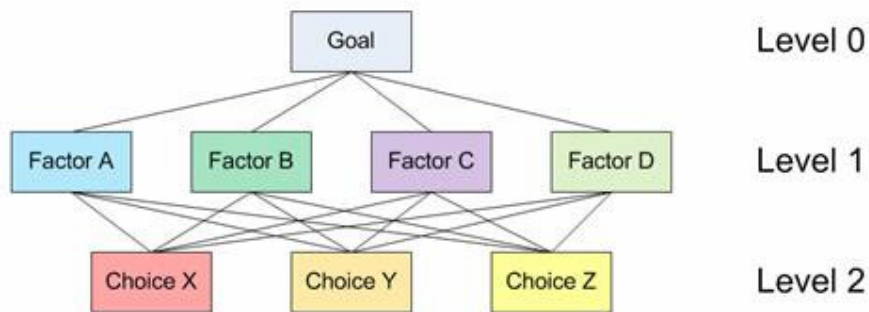 Goal
Level 0
Factor A
Factor B
Factor C
Factor D
Level 1
Choice X
Choice Y
Choice Z
Level 2